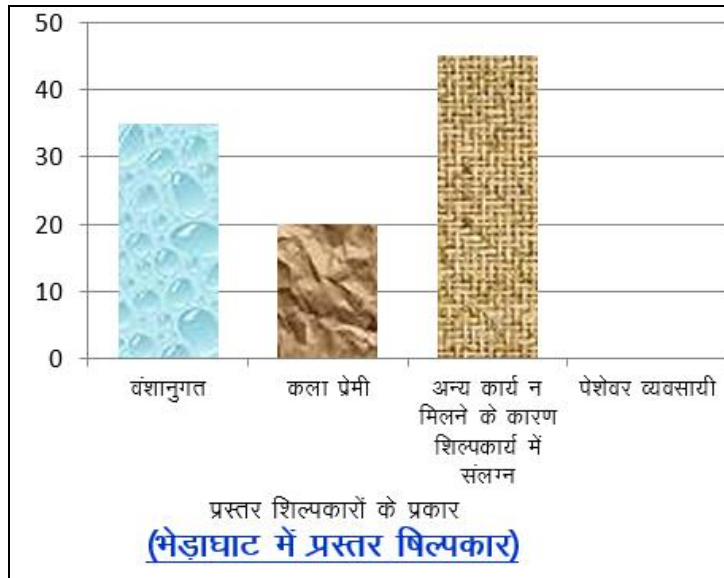 50
40
30
20
10
0
वंशानुगत
कला प्रेमी
अन्य कार्य न
मिलने के कारण
शिल्पकार्य में
संलग्न
पेशेवर व्यवसायी
प्रस्तर शिल्पकारों के प्रकार
(भेड़ाघाट में प्रस्तर षिल्पकार)